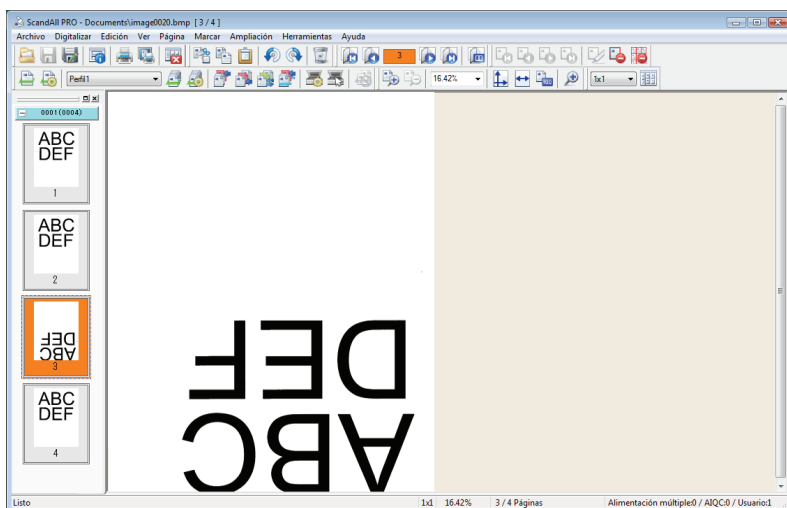 ScandAll PRO - Documents\image0020.bmp [ 3 / 4 ]
Archivo Digitalizar Edición Ver Página Marcar Ampliación Herramientas Ayuda
3
Perfil1 16.42% 1x1
0001(0004)
ABC
DEF
1
ABC
DEF
2
ABC
DEF
3
ABC
DEF
4
ABC
DEF
Listo 1x1 16.42% 3 / 4 Páginas Alimentación múltiple:0 / AIQC:0 / Usuario:1